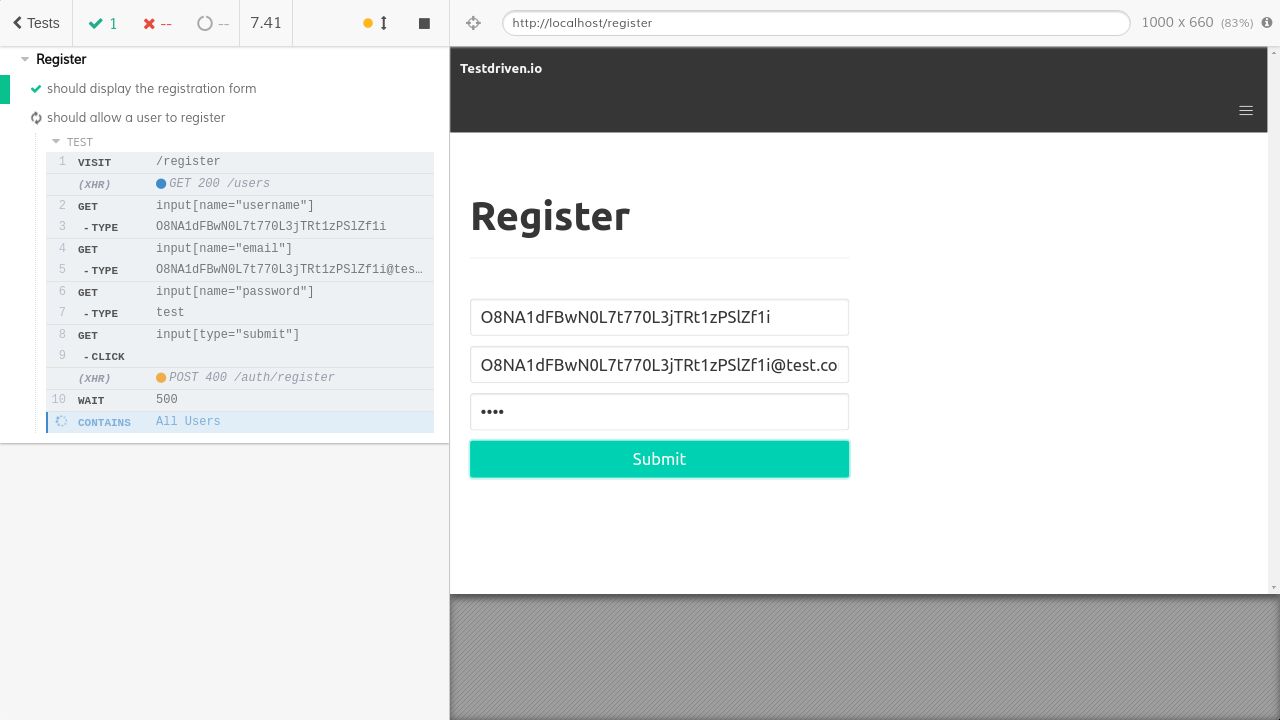 Tests
1
--
--
7.41
http://localhost/register
1000 x 660 (83%)
Register
should display the registration form
should allow a user to register
TEST
1 VISIT /register
(XHR) GET 200 /users
2 GET input[name="username"]
3 -TYPE O8NA1dFBwN0L7t770L3jTRt1zPSlZf1i
4 GET input[name="email"]
5 -TYPE O8NA1dFBwN0L7t770L3jTRt1zPSlZf1i@tes…
6 GET input[name="password"]
7 -TYPE test
8 GET input[type="submit"]
9 -CLICK
(XHR) POST 400 /auth/register
10 WAIT 500
CONTAINS All Users
Testdriven.io
Register
O8NA1dFBwN0L7t770L3jTRt1zPSlZf1i
O8NA1dFBwN0L7t770L3jTRt1zPSlZf1i@test.co
••••
Submit